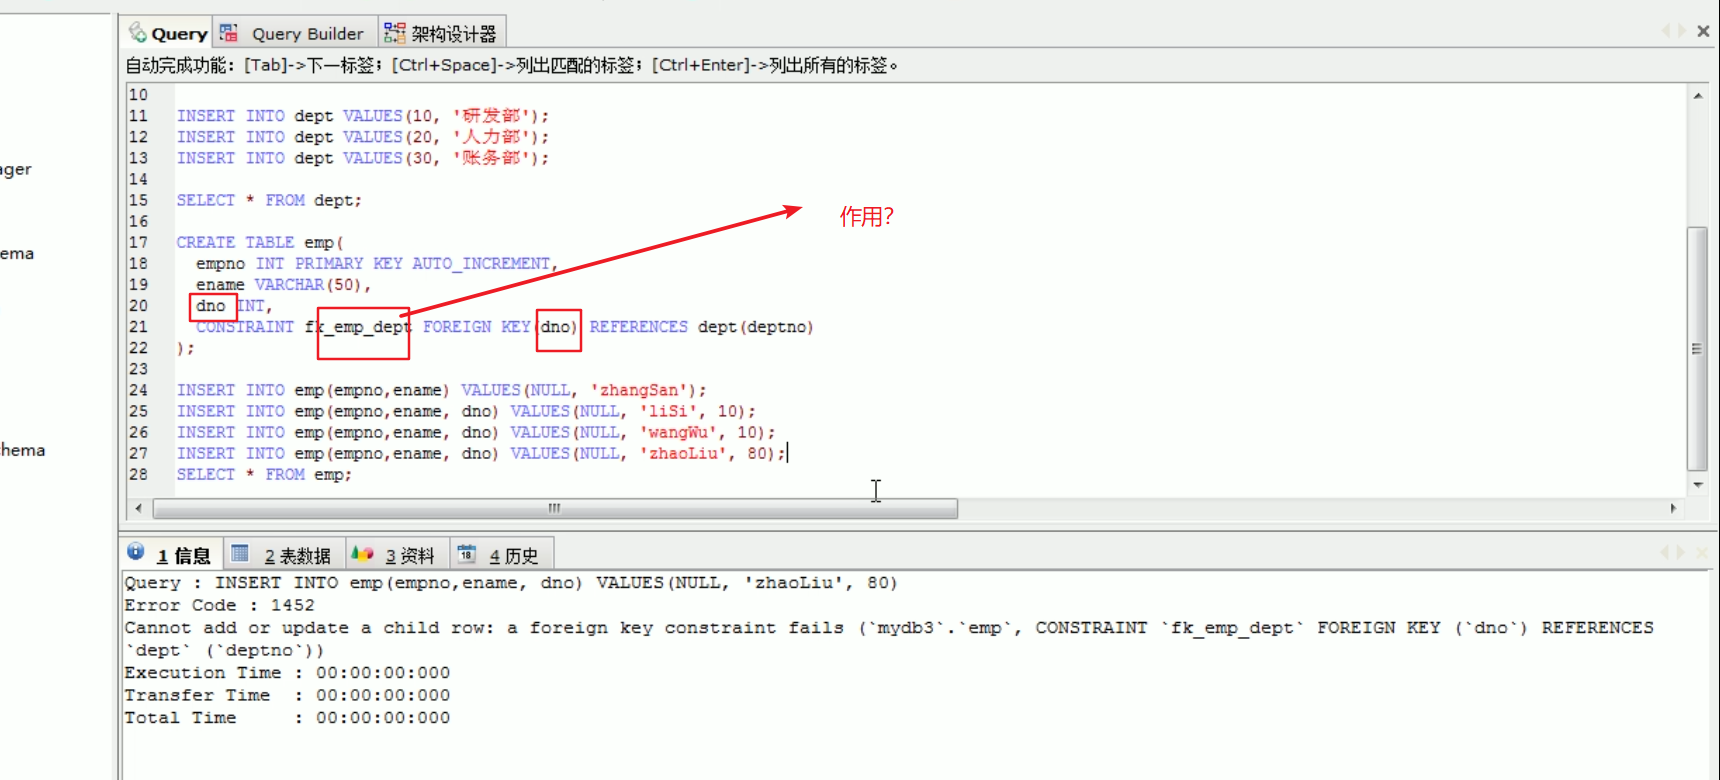 Query Query Builder 架构设计器
自动完成功能：[Tab]->下一标签；[Ctrl+Space]->列出匹配的标签；[Ctrl+Enter]->列出所有的标签。
10
11 INSERT INTO dept VALUES(10, '研发部');
12 INSERT INTO dept VALUES(20, '人力部');
ager
13 INSERT INTO dept VALUES(30, '账务部');
14
15 SELECT * FROM dept;
作用?
16
17 CREATE TABLE emp(
ema
18 empno INT PRIMARY KEY AUTO_INCREMENT,
19 ename VARCHAR(50),
20 dno INT,
21 CONSTRAINT fk_emp_dept FOREIGN KEY(dno) REFERENCES dept(deptno)
22 );
23
24 INSERT INTO emp(empno,ename) VALUES(NULL, 'zhangSan');
25 INSERT INTO emp(empno,ename, dno) VALUES(NULL, 'liSi', 10);
26 INSERT INTO emp(empno,ename, dno) VALUES(NULL, 'wangWu', 10);
hema
27 INSERT INTO emp(empno,ename, dno) VALUES(NULL, 'zhaoLiu', 80);
28 SELECT * FROM emp;
1 信息 2 表数据 3 资料 18 4 历史
Query : INSERT INTO emp(empno,ename, dno) VALUES(NULL, 'zhaoLiu', 80)
Error Code : 1452
Cannot add or update a child row: a foreign key constraint fails (`mydb3`.`emp`, CONSTRAINT `fk_emp_dept` FOREIGN KEY (`dno`) REFERENCES
`dept` (`deptno`))
Execution Time : 00:00:00:000
Transfer Time : 00:00:00:000
Total Time : 00:00:00:000